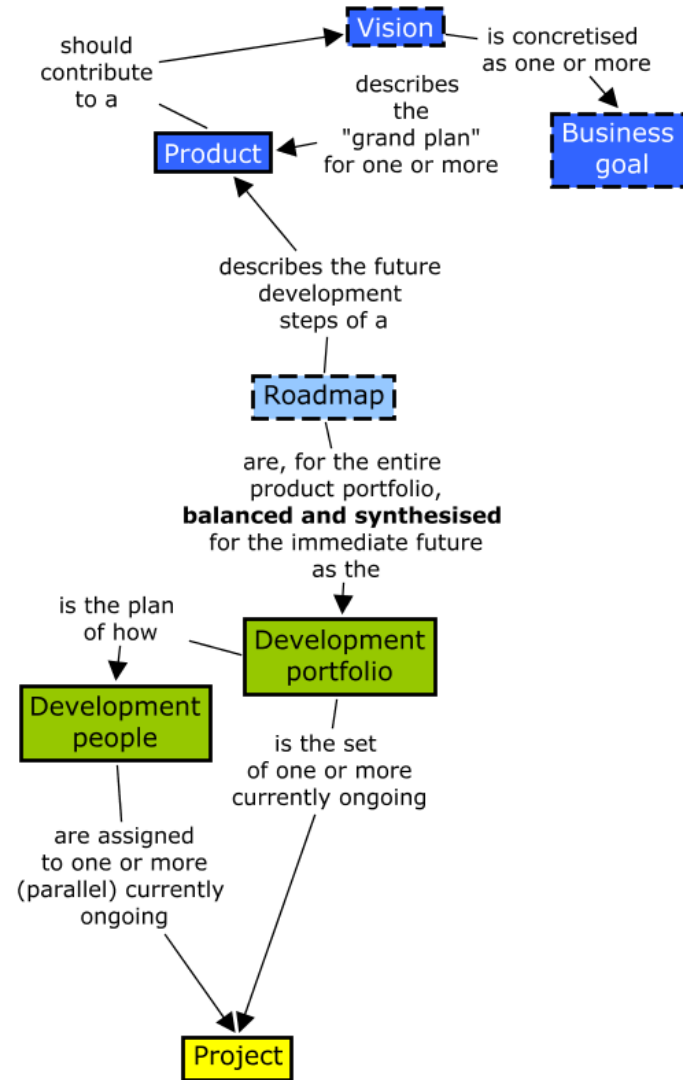 Vision
should
contribute
to a
is concretised
as one or more
describes
the
"grand plan"
for one or more
Product
Business
goal
describes the future
development
steps of a
Roadmap
are, for the entire
product portfolio,
balanced and synthesised
for the immediate future
as the
is the plan
of how
Development
portfolio
Development
people
is the set
of one or more
currently ongoing
are assigned
to one or more
(parallel) currently
ongoing
Project